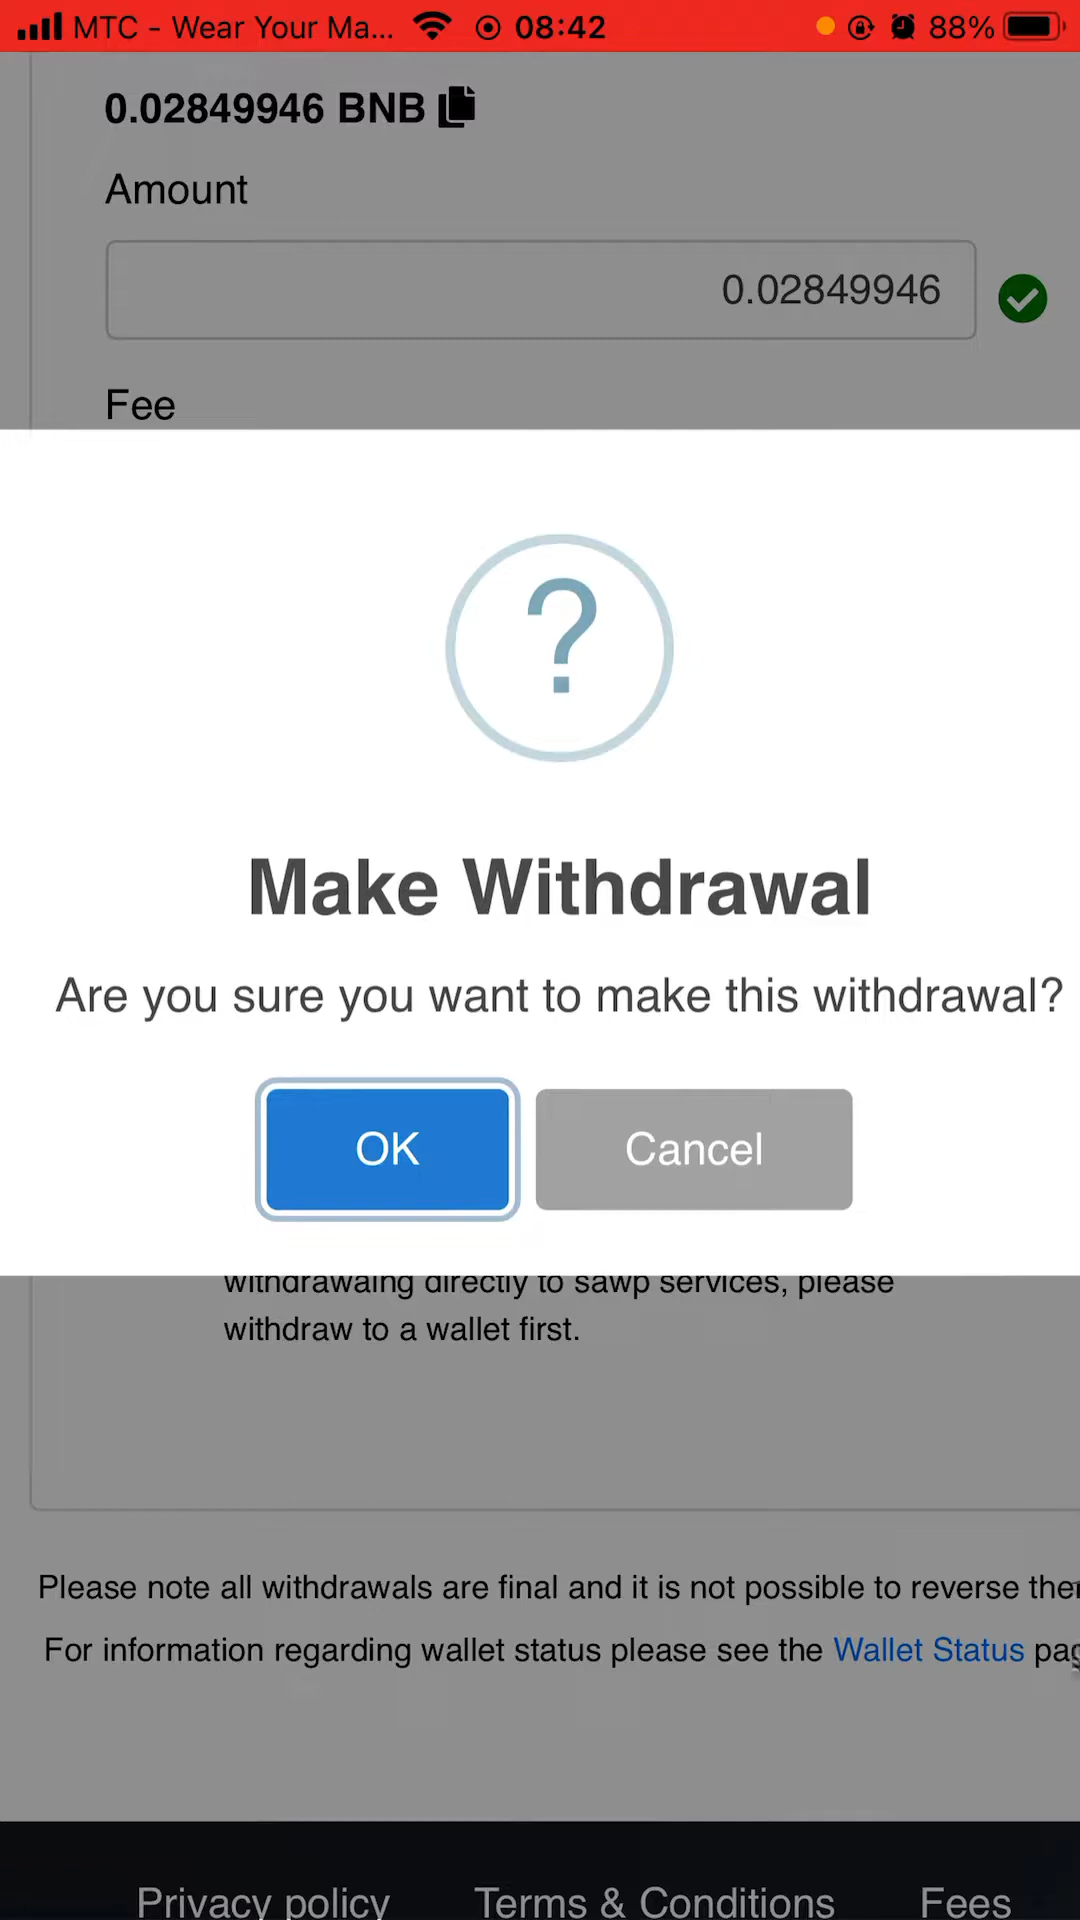 MTC - Wear Your Ma... 08:42 88%
0.02849946 BNB
Amount
0.02849946
Fee
?
Make Withdrawal
Are you sure you want to make this withdrawal?
OK Cancel
withdrawaing directly to sawp services, please
withdraw to a wallet first.
Please note all withdrawals are final and it is not possible to reverse
For information regarding wallet status please see the Wallet Status
Privacy policy Terms & Conditions Fees